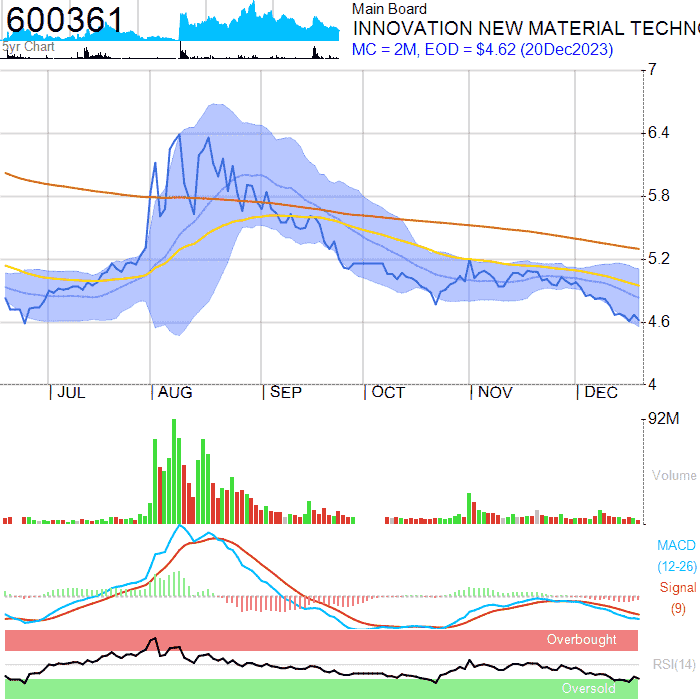 600361
5yr Chart
Main Board
INNOVATION NEW MATERIAL TECHNO
MC = 2M, EOD = $4.62 (20Dec2023)
7
6.4
5.8
5.2
4.6
4
JUL
AUG
SEP
OCT
NOV
DEC
92M
Volume
MACD
(12-26)
Signal
(9)
Overbought
RSI(14)
Oversold